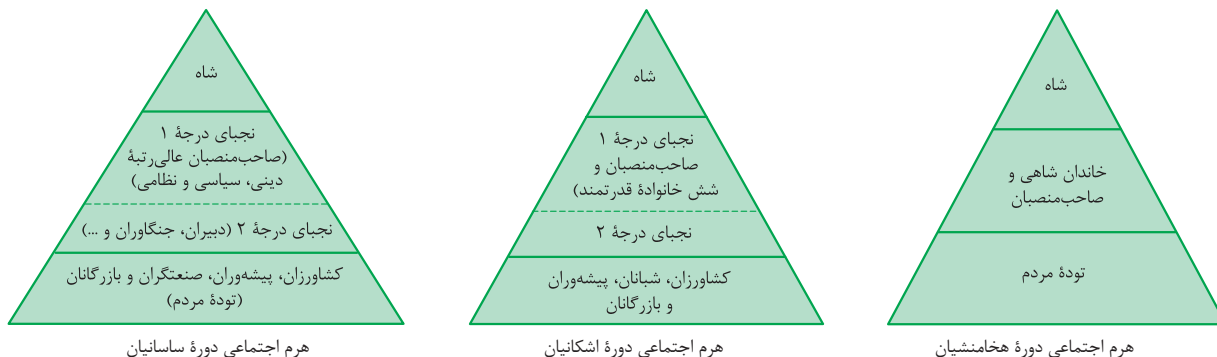 شاه
خاندان شاهی و
صاحب‌منصبان
تودهٔ مردم
هرم اجتماعی دورهٔ هخامنشیان
شاه
نجبای درجهٔ ۱
صاحب‌منصبان و
شش خانوادهٔ قدرتمند)
نجبای درجهٔ ۲
کشاورزان، شبانان، پیشه‌وران
و بازرگانان
هرم اجتماعی دورهٔ اشکانیان
شاه
نجبای درجهٔ ۱
(صاحب‌منصبان عالی‌رتبهٔ
دینی، سیاسی و نظامی)
نجبای درجهٔ ۲ (دبیران، جنگاوران و ...)
کشاورزان، پیشه‌وران، صنعتگران و بازرگانان
(تودهٔ مردم)
هرم اجتماعی دورهٔ ساسانیان